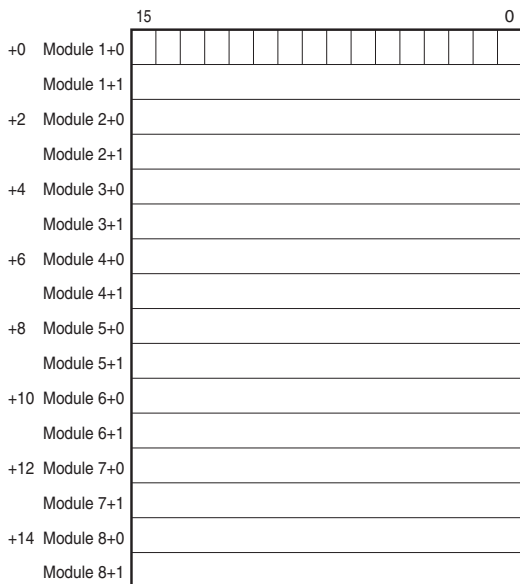 15 0
+0 Module 1+0
Module 1+1
+2 Module 2+0
Module 2+1
+4 Module 3+0
Module 3+1
+6 Module 4+0
Module 4+1
+8 Module 5+0
Module 5+1
+10 Module 6+0
Module 6+1
+12 Module 7+0
Module 7+1
+14 Module 8+0
Module 8+1